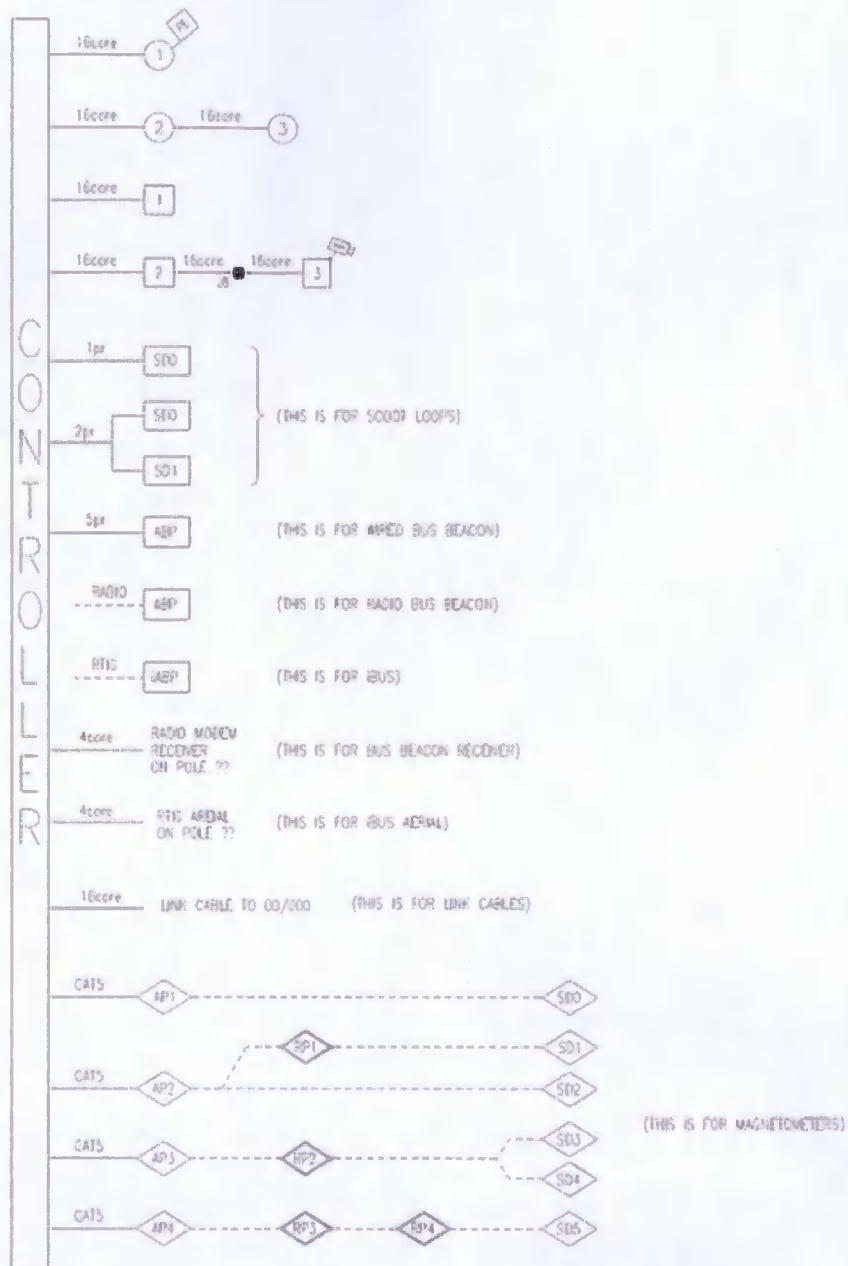 CONTROLLER
16core 1
16core 2 16core 3
16core 1
16core 2 16core JB 16core 3
1pr SD0
2pr SD0
SD1
(THIS IS FOR SCOOT LOOPS)
5pr ABP (THIS IS FOR WIRED BUS BEACON)
RADIO ABP (THIS IS FOR RADIO BUS BEACON)
RTIG iABP (THIS IS FOR iBUS)
4core RADIO MODEM
RECEIVER
ON POLE ??
(THIS IS FOR BUS BEACON RECEIVER)
4core RTIG ARIAL
ON POLE ??
(THIS IS FOR iBUS AERIAL)
16core LINK CABLE TO 00/000 (THIS IS FOR LINK CABLES)
CAT5 AP1 SD0
RP1 SD1
CAT5 AP2 SD2
(THIS IS FOR MAGNETOMETERS)
SD3
CAT5 AP3 RP2
SD4
CAT5 AP4 RP3 RP4 SD5